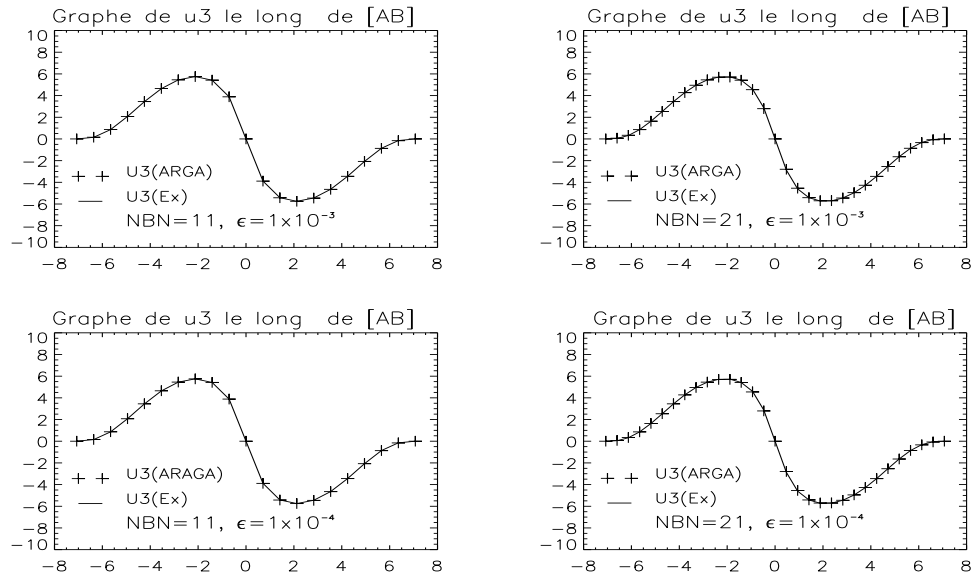 Graphe de u3 le long de [AB]
10
8
6
4
2
0
−2
−4
−6
−8
−10
U3(ARGA)
U3(Ex)
NBN=11, ϵ=1×10⁻³
−8 −6 −4 −2 0 2 4 6 8
Graphe de u3 le long de [AB]
10
8
6
4
2
0
−2
−4
−6
−8
−10
U3(ARGA)
U3(Ex)
NBN=21, ϵ=1×10⁻³
−8 −6 −4 −2 0 2 4 6 8
Graphe de u3 le long de [AB]
10
8
6
4
2
0
−2
−4
−6
−8
−10
U3(ARAGA)
U3(Ex)
NBN=11, ϵ=1×10⁻⁴
−8 −6 −4 −2 0 2 4 6 8
Graphe de u3 le long de [AB]
10
8
6
4
2
0
−2
−4
−6
−8
−10
U3(ARGA)
U3(Ex)
NBN=21, ϵ=1×10⁻⁴
−8 −6 −4 −2 0 2 4 6 8